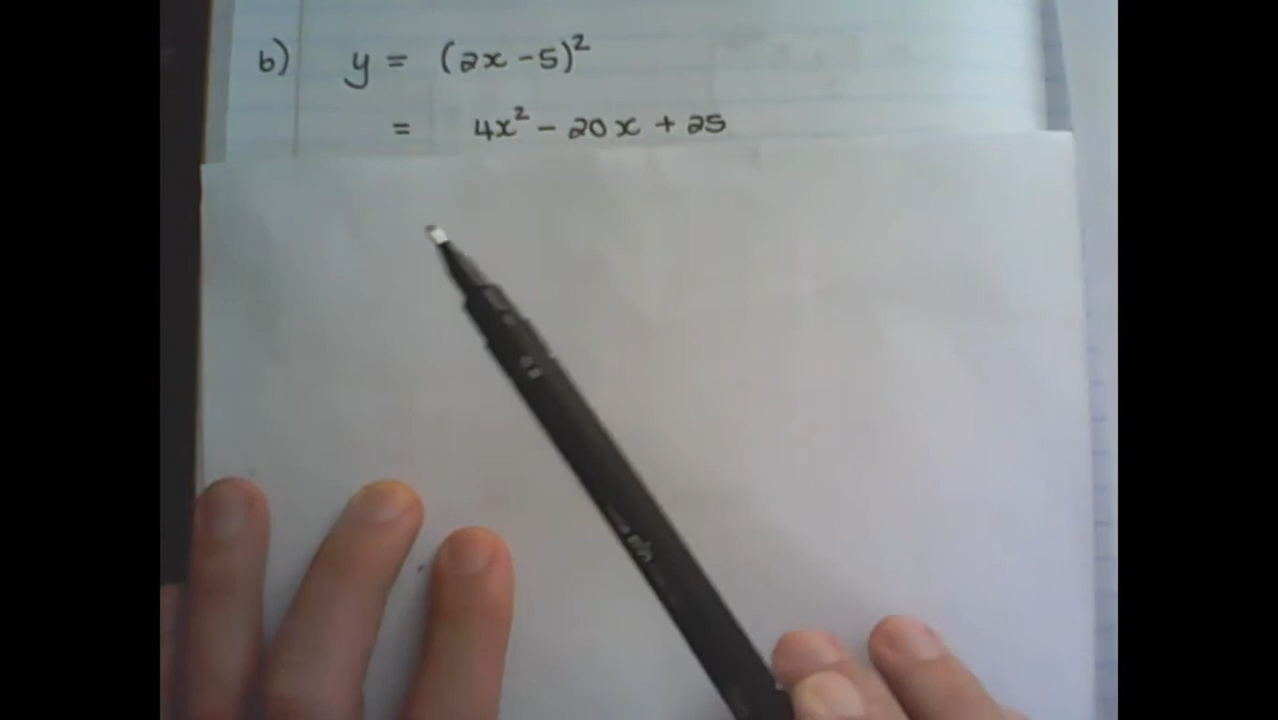 b) y = (2x - 5)²
= 4x² - 20x + 25